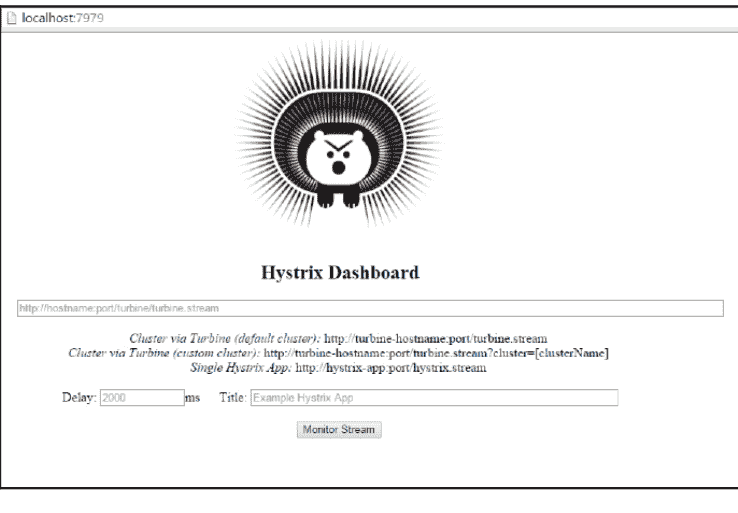 localhost:7979
Hystrix Dashboard
http://hostname:port/turbine/turbine.stream
Cluster via Turbine (default cluster): http://turbine-hostname:port/turbine.stream
Cluster via Turbine (custom cluster): http://turbine-hostname:port/turbine.stream?cluster=[clusterName]
Single Hystrix App: http://hystrix-app:port/hystrix.stream
Delay: 2000 ms Title: Example Hystrix App
Monitor Stream